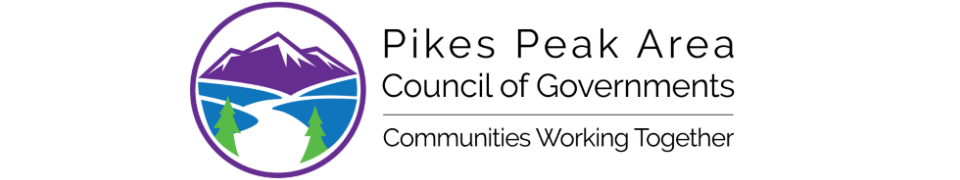 Pikes Peak Area
Council of Governments
Communities Working Together